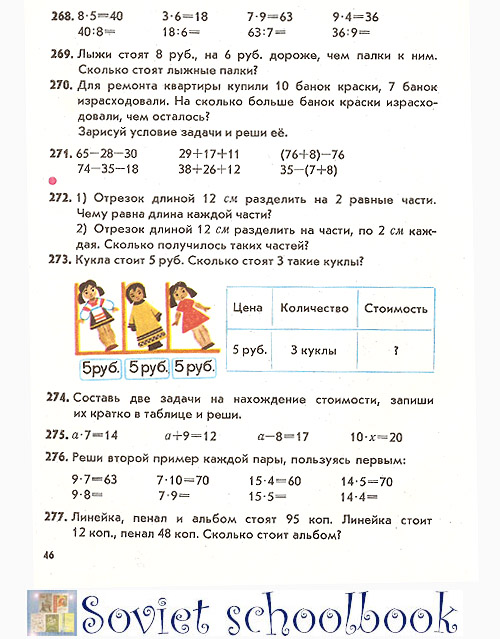 268. 8·5=40 3·6=18 7·9=63 9·4=36
40:8= 18:6= 63:7= 36:9=
269. Лыжи стоят 8 руб., на 6 руб. дороже, чем палки к ним.
Сколько стоят лыжные палки?
270. Для ремонта квартиры купили 10 банок краски, 7 банок
израсходовали. На сколько больше банок краски израсхо-
довали, чем осталось?
Зарисуй условие задачи и реши её.
271. 65−28−30 29+17+11 (76+8)−76
74−35−18 38+26+12 35−(7+8)
272. 1) Отрезок длиной 12 см разделить на 2 равные части.
Чему равна длина каждой части?
2) Отрезок длиной 12 см разделить на части, по 2 см каж-
дая. Сколько получилось таких частей?
273. Кукла стоит 5 руб. Сколько стоят 3 такие куклы?
Цена Количество Стоимость
5 руб. 3 куклы ?
5руб. 5 руб. 5 руб.
274. Составь две задачи на нахождение стоимости, запиши
их кратко в таблице и реши.
275. a·7=14 a+9=12 a−8=17 10·x=20
276. Реши второй пример каждой пары, пользуясь первым:
9·7=63 7·10=70 15·4=60 14·5=70
9·8= 7·9= 15·5= 14·4=
277. Линейка, пенал и альбом стоят 95 коп. Линейка стоит
12 коп., пенал 48 коп. Сколько стоит альбом?
46
Soviet schoolbook